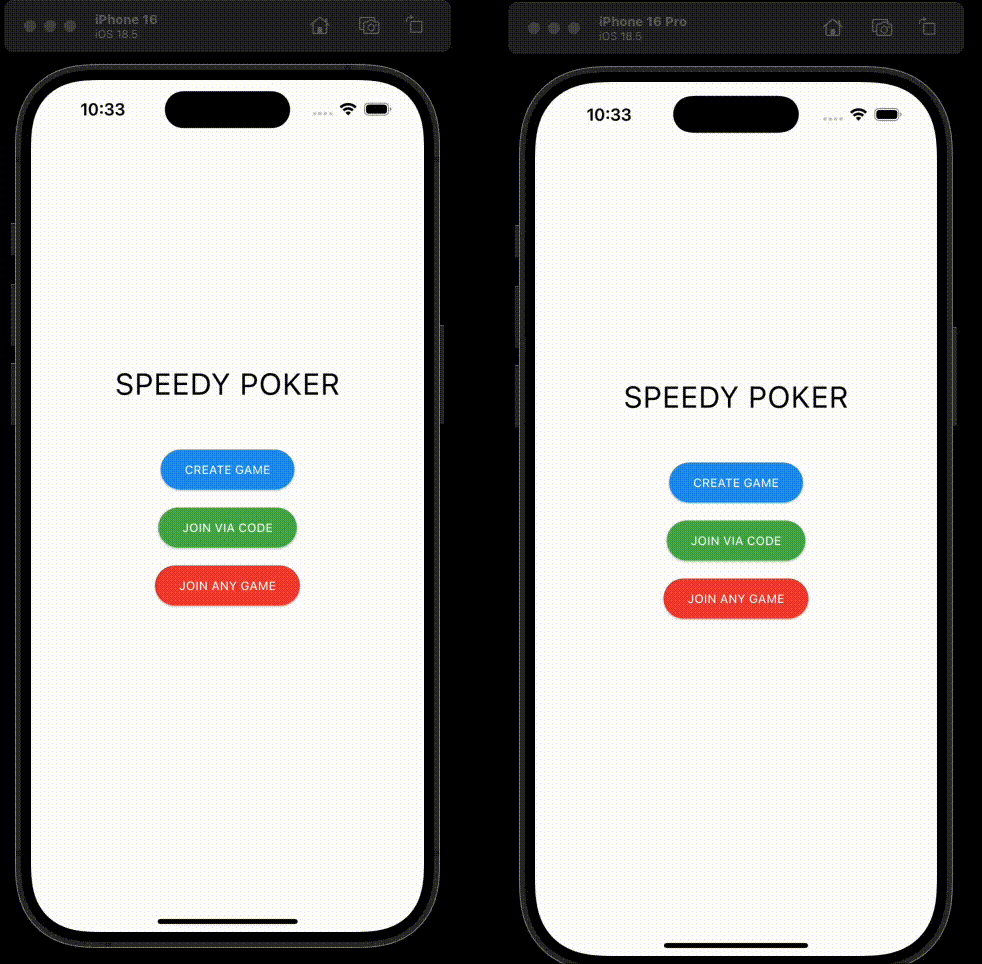 iPhone 16
iOS 18.5
10:33
SPEEDY POKER
CREATE GAME
JOIN VIA CODE
JOIN ANY GAME
iPhone 16 Pro
iOS 18.5
10:33
SPEEDY POKER
CREATE GAME
JOIN VIA CODE
JOIN ANY GAME